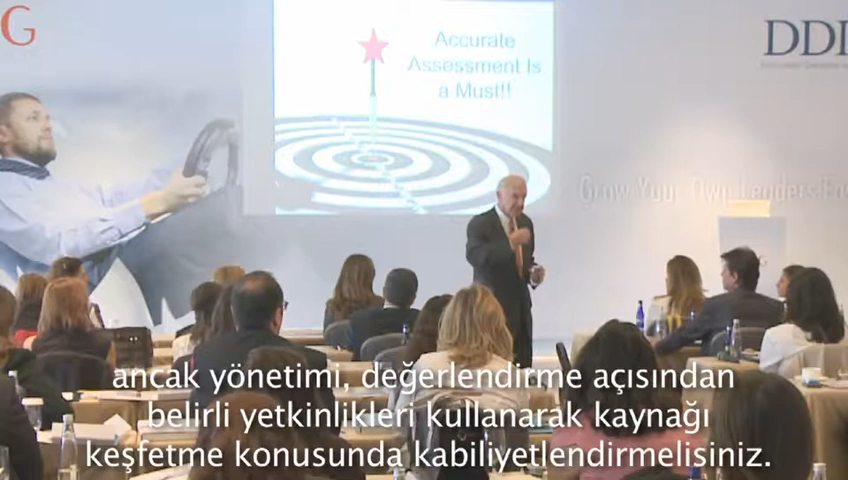 G
Accurate
Assessment Is
a Must!!
DDI
Grow Your Own Leaders
ancak yönetimi, değerlendirme açısından
belirli yetkinlikleri kullanarak kaynağı
keşfetme konusunda kabiliyetlendirmelisiniz.